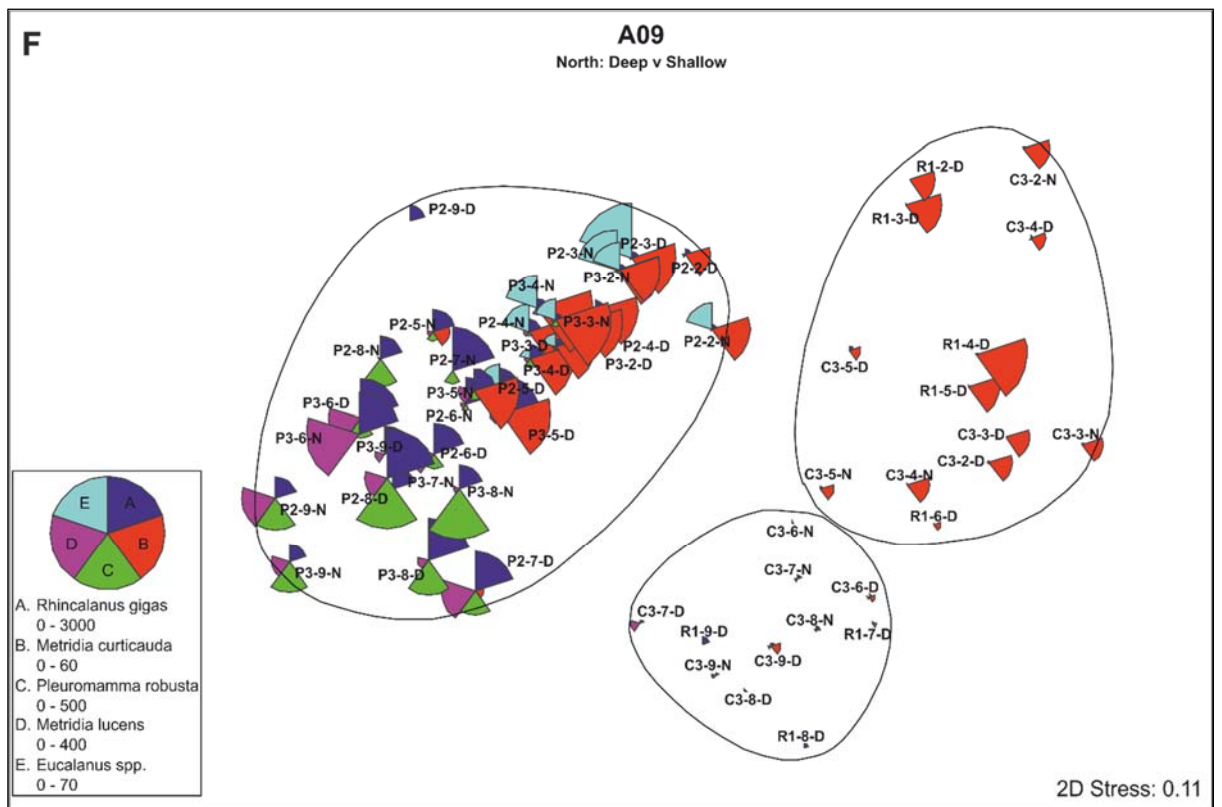 F
A09
North: Deep v Shallow
R1-2-D
C3-2-N
P2-9-D
R1-3-D
C3-4-D
P2-3-N
P2-3-D
P3-2-N
P2-2-D
P3-4-N
P2-5-N
P2-4-N
P3-3-N
P2-2-N
P2-8-N
P3-3-D
P2-4-D
P2-7-N
P3-4-D
P3-2-D
R1-4-D
C3-5-D
P3-5-N
P2-5-D
R1-5-D
P3-6-D
P2-6-N
P3-6-N
P3-9-D
P3-5-D
C3-3-D
C3-3-N
P2-6-D
C3-2-D
P2-8-D
P3-7-N
P3-8-N
C3-5-N
C3-4-N
P2-9-N
R1-6-D
C3-6-N
P2-7-D
P3-9-N
P3-8-D
C3-7-N
C3-6-D
C3-7-D
C3-8-N
R1-9-D
R1-7-D
C3-9-D
C3-9-N
C3-8-D
R1-8-D
E
A
D
B
C
A. Rhincalanus gigas
0 - 3000
B. Metridia curticauda
0 - 60
C. Pleuromamma robusta
0 - 500
D. Metridia lucens
0 - 400
E. Eucalanus spp.
0 - 70
2D Stress: 0.11